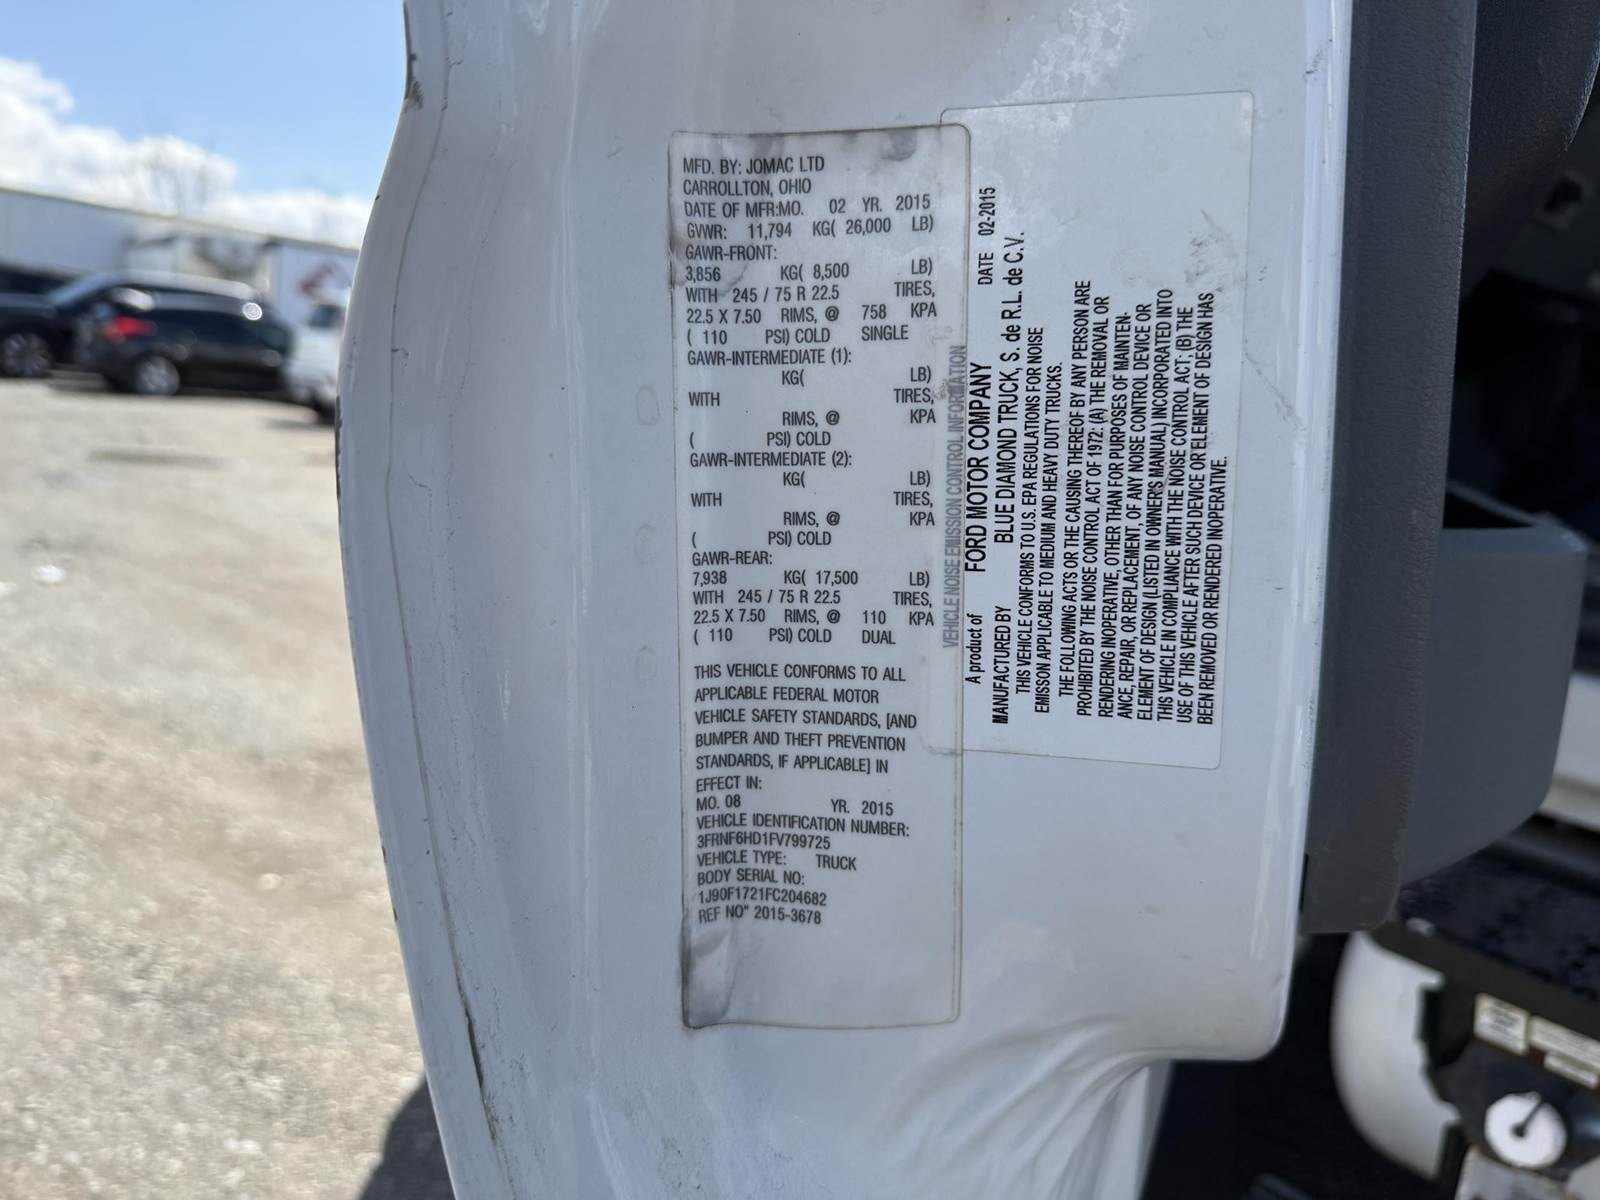 MFD. BY: JOMAC LTD
CARROLLTON, OHIO
DATE OF MFR:MO. 02 YR. 2015
GVWR: 11,794 KG( 26,000 LB)
GAWR-FRONT:
3,856 KG( 8,500 LB)
WITH 245 / 75 R 22.5 TIRES,
22.5 X 7.50 RIMS, @ 758 KPA
( 110 PSI) COLD SINGLE
GAWR-INTERMEDIATE (1):
KG( LB)
WITH TIRES,
RIMS, @ KPA
( PSI) COLD
GAWR-INTERMEDIATE (2):
KG( LB)
WITH TIRES,
RIMS, @ KPA
( PSI) COLD
GAWR-REAR:
7,938 KG( 17,500 LB)
WITH 245 / 75 R 22.5 TIRES,
22.5 X 7.50 RIMS, @ 110 KPA
( 110 PSI) COLD DUAL
THIS VEHICLE CONFORMS TO ALL
APPLICABLE FEDERAL MOTOR
VEHICLE SAFETY STANDARDS, [AND
BUMPER AND THEFT PREVENTION
STANDARDS, IF APPLICABLE] IN
EFFECT IN:
MO. 08 YR. 2015
VEHICLE IDENTIFICATION NUMBER:
3FRNF6HD1FV799725
VEHICLE TYPE: TRUCK
BODY SERIAL NO:
1J90F1721FC204682
REF NO" 2015-3678
VEHICLE NOISE EMISSION CONTROL INFORMATION
A product of FORD MOTOR COMPANY DATE 02-2015
MANUFACTURED BY BLUE DIAMOND TRUCK, S. de R.L. de C.V.
THIS VEHICLE CONFORMS TO U.S. EPA REGULATIONS FOR NOISE
EMISSON APPLICABLE TO MEDIUM AND HEAVY DUTY TRUCKS.
THE FOLLOWING ACTS OR THE CAUSING THEREOF BY ANY PERSON ARE
PROHIBITED BY THE NOISE CONTROL ACT OF 1972: (A) THE REMOVAL OR
RENDERING INOPERATIVE, OTHER THAN FOR PURPOSES OF MAINTEN-
ANCE, REPAIR, OR REPLACEMENT, OF ANY NOISE CONTROL DEVICE OR
ELEMENT OF DESIGN (LISTED IN OWNER'S MANUAL) INCORPORATED INTO
THIS VEHICLE IN COMPLIANCE WITH THE NOISE CONTROL ACT; (B) THE
USE OF THIS VEHICLE AFTER SUCH DEVICE OR ELEMENT OF DESIGN HAS
BEEN REMOVED OR RENDERED INOPERATIVE.